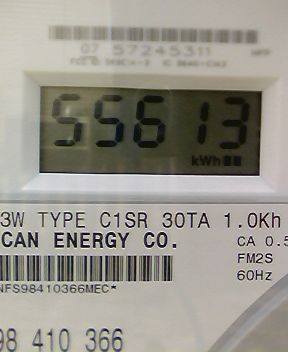 07 57245311
55613
kWh
3W TYPE C1SR 30TA 1.0Kh
CAN ENERGY CO.
CA 0.5
FM2S
60Hz
NFS98410366MEC*
98 410 366